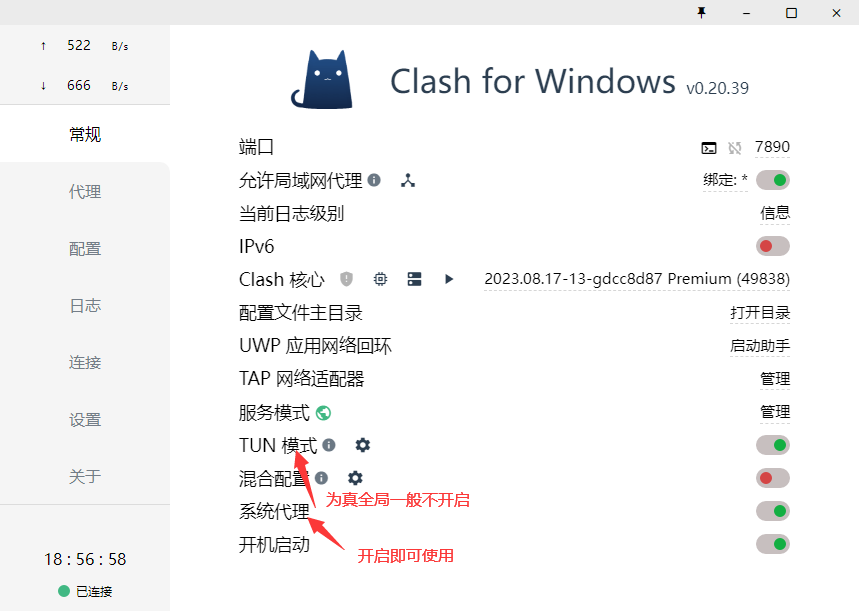 ↑ 522 B/s
↓ 666 B/s
常规
代理
配置
日志
连接
设置
关于
18 : 56 : 58
已连接
Clash for Windows v0.20.39
端口 7890
允许局域网代理 绑定: *
当前日志级别 信息
IPv6
Clash 核心 2023.08.17-13-gdcc8d87 Premium (49838)
配置文件主目录 打开目录
UWP 应用网络回环 启动助手
TAP 网络适配器 管理
服务模式 管理
TUN 模式
混合配置
为真全局一般不开启
系统代理
开机启动
开启即可使用